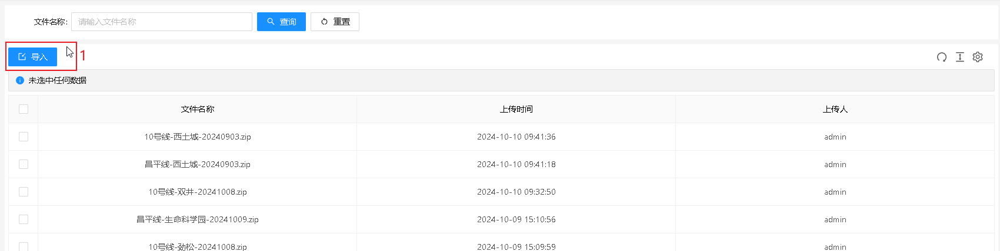 文件名称: 请输入文件名称 查询 重置
导入 1
未选中任何数据
文件名称 上传时间 上传人
10号线-西土城-20240903.zip 2024-10-10 09:41:36 admin
昌平线-西土城-20240903.zip 2024-10-10 09:41:18 admin
10号线-双井-20241008.zip 2024-10-10 09:32:50 admin
昌平线-生命科学园-20241009.zip 2024-10-09 15:10:56 admin
10号线-劲松-20241008.zip 2024-10-09 15:09:59 admin